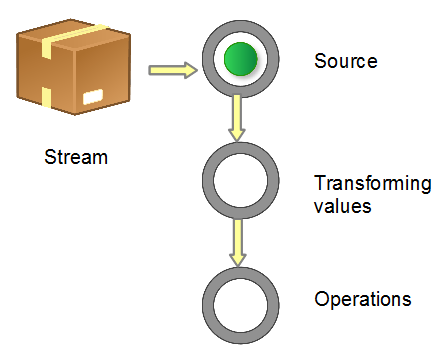 Source
Stream
Transforming
values
Operations